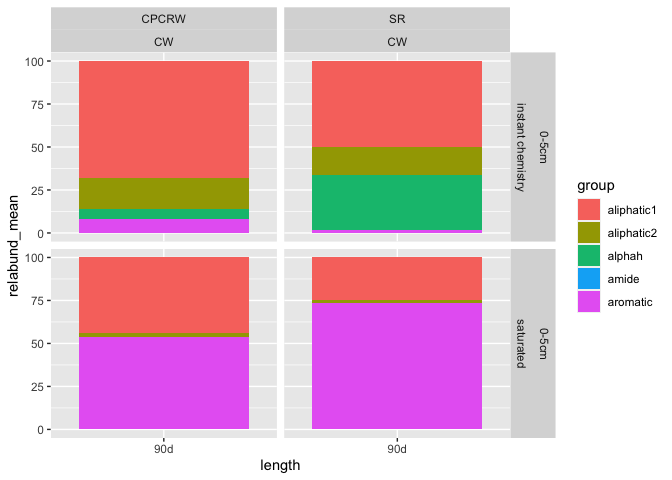 CPCRW
SR
CW
CW
100
75
50
25
0
instant chemistry
0-5cm
100
75
50
25
0
saturated
0-5cm
90d
90d
length
relabund_mean
group
aliphatic1
aliphatic2
alphah
amide
aromatic